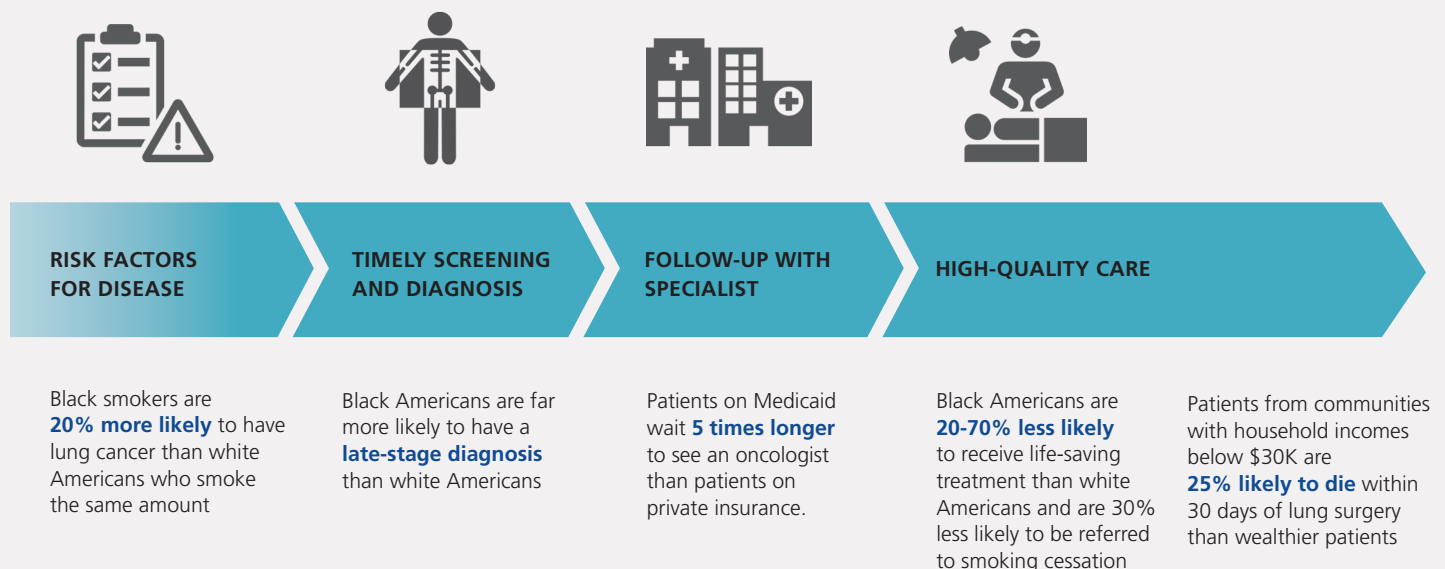 RISK FACTORS
FOR DISEASE
TIMELY SCREENING
AND DIAGNOSIS
FOLLOW-UP WITH
SPECIALIST
HIGH-QUALITY CARE
Black smokers are
20% more likely to have
lung cancer than white
Americans who smoke
the same amount
Black Americans are far
more likely to have a
late-stage diagnosis
than white Americans
Patients on Medicaid
wait 5 times longer
to see an oncologist
than patients on
private insurance.
Black Americans are
20-70% less likely
to receive life-saving
treatment than white
Americans and are 30%
less likely to be referred
to smoking cessation
Patients from communities
with household incomes
below $30K are
25% likely to die within
30 days of lung surgery
than wealthier patients